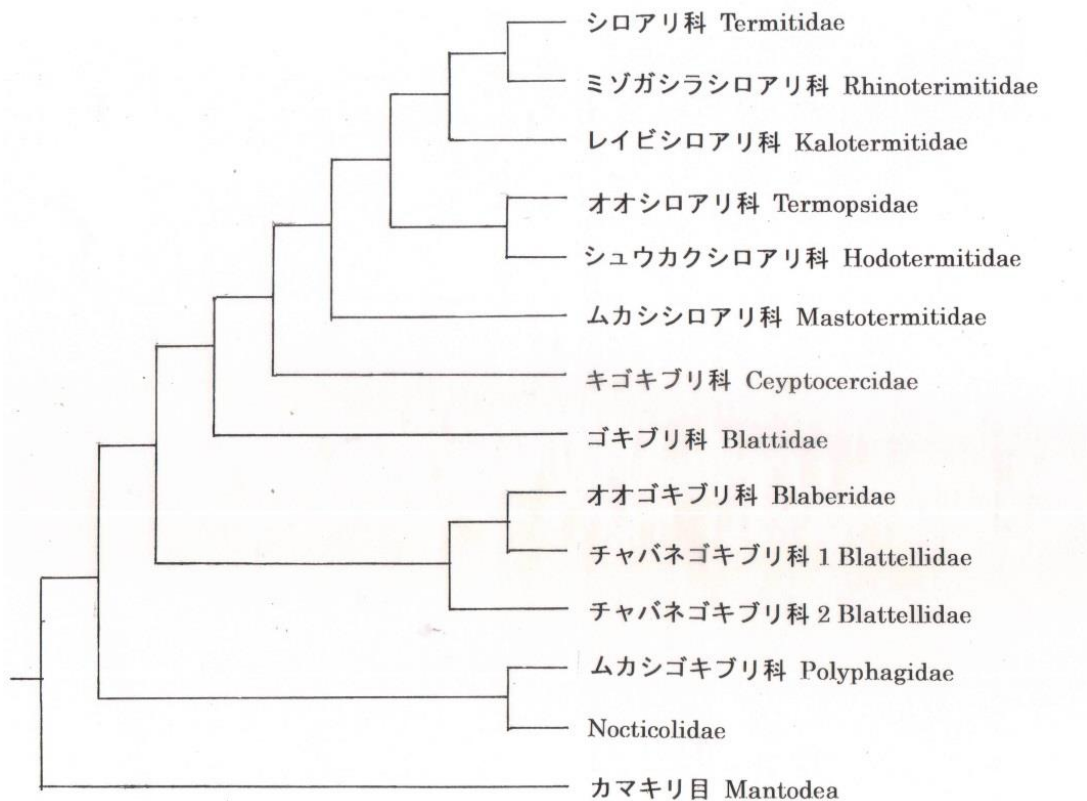 シロアリ科 Termitidae
ミゾガシラシロアリ科 Rhinoterimitidae
レイビシロアリ科 Kalotermitidae
オオシロアリ科 Termopsidae
シュウカクシロアリ科 Hodotermitidae
ムカシシロアリ科 Mastotermitidae
キゴキブリ科 Ceyptocercidae
ゴキブリ科 Blattidae
オオゴキブリ科 Blaberidae
チャバネゴキブリ科 1 Blattellidae
チャバネゴキブリ科 2 Blattellidae
ムカシゴキブリ科 Polyphagidae
Nocticolidae
カマキリ目 Mantodea